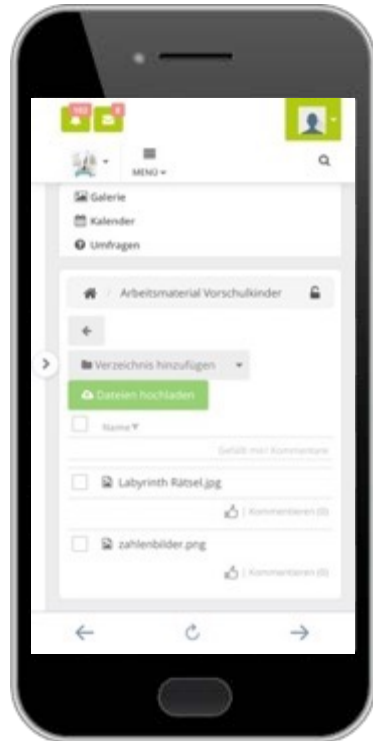 MENÜ
Galerie
Kalender
Umfragen
/ Arbeitsmaterial Vorschulkinder
Verzeichnis hinzufügen
Dateien hochladen
Name
Gefällt mir! Kommentare
Labyrinth Rätsel.jpg
| Kommentieren (0)
zahlenbilder.png
| Kommentieren (0)